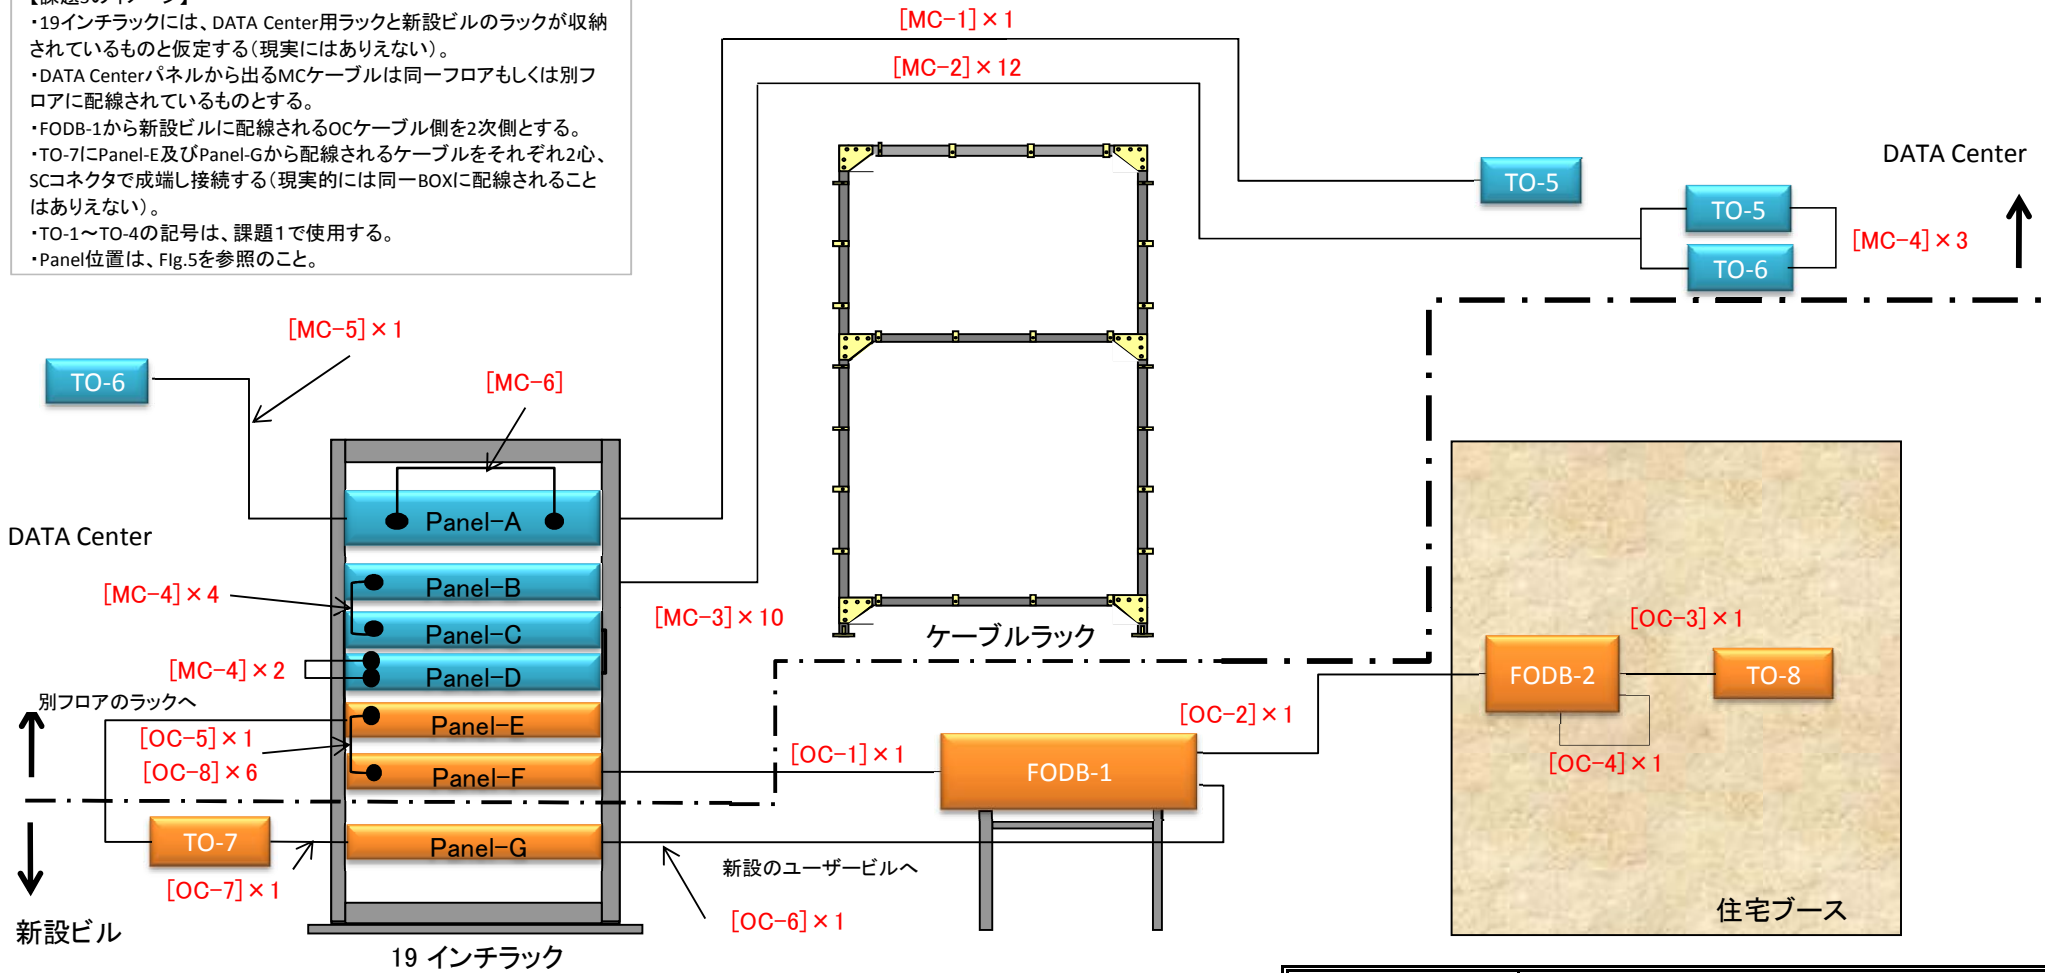 【課題3のイメージ】
・19インチラックには、DATA Center用ラックと新設ビルのラックが収納
されているものと仮定する（現実にはありえない）。
・DATA Centerパネルから出るMCケーブルは同一フロアもしくは別フ
ロアに配線されているものとする。
・FODB-1から新設ビルに配線されるOCケーブル側を2次側とする。
・TO-7にPanel-E及びPanel-Gから配線されるケーブルをそれぞれ2心、
SCコネクタで成端し接続する（現実的には同一BOXに配線されること
はありえない）。
・TO-1～TO-4の記号は、課題1で使用する。
・Panel位置は、FIg.5を参照のこと。
[MC-1]×1
[MC-2]×12
DATA Center
TO-5
TO-5
TO-6
[MC-4]×3
[MC-5]×1
TO-6
[MC-6]
Panel-A
DATA Center
Panel-B
[MC-4]×4
[MC-3]×10
Panel-C
ケーブルラック
[MC-4]×2
Panel-D
別フロアのラックへ
Panel-E
[OC-5]×1
[OC-8]×6
Panel-F
[OC-1]×1
FODB-1
[OC-2]×1
FODB-2
[OC-3]×1
TO-8
[OC-4]×1
TO-7
Panel-G
[OC-7]×1
新設のユーザービルへ
[OC-6]×1
新設ビル
19 インチラック
住宅ブース